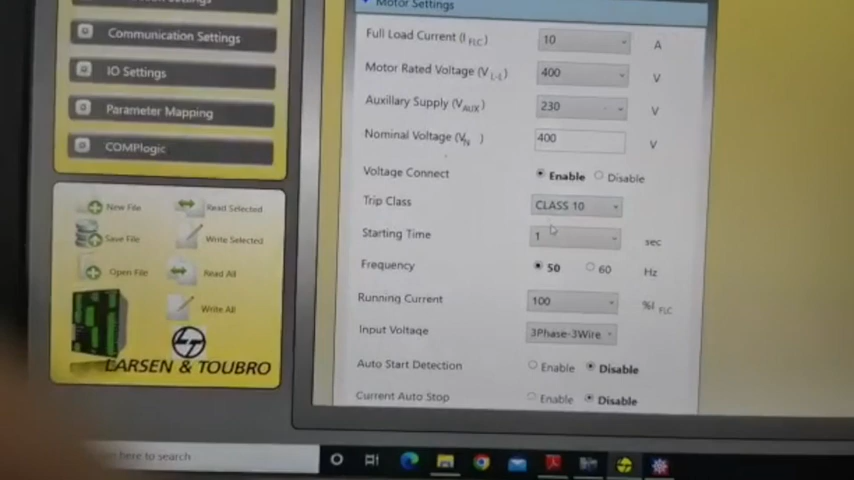 Motor Settings
Communication Settings
IO Settings
Parameter Mapping
COMPlogic
New File
Read Selected
Save File
Write Selected
Open File
Read All
Write All
LARSEN & TOUBRO
Full Load Current (I FLC) 10 A
Motor Rated Voltage (V L-L) 400 V
Auxillary Supply (V AUX) 230 V
Nominal Voltage (V N) 400 V
Voltage Connect Enable Disable
Trip Class CLASS 10
Starting Time 1 sec
Frequency 50 60 Hz
Running Current 100 %I FLC
Input Voltage 3Phase-3Wire
Auto Start Detection Enable Disable
Current Auto Stop Enable Disable
here to search